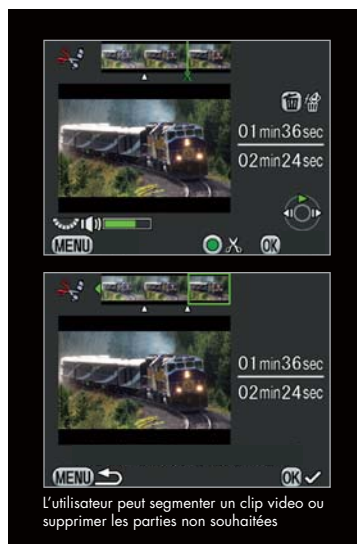 01min36sec
02min24sec
MENU
OK
01min36sec
02min24sec
MENU
OK
L'utilisateur peut segmenter un clip video ou
supprimer les parties non souhaitées